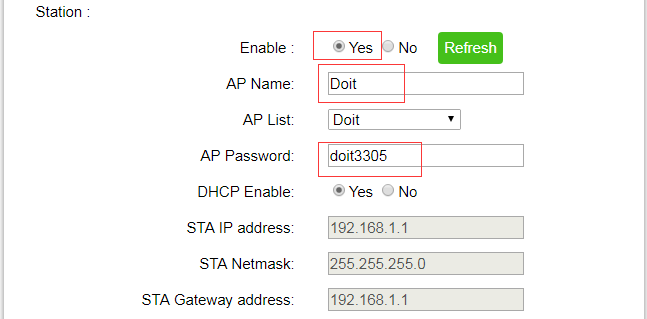 Station :
Enable : Yes No Refresh
AP Name: Doit
AP List: Doit
AP Password: doit3305
DHCP Enable: Yes No
STA IP address: 192.168.1.1
STA Netmask: 255.255.255.0
STA Gateway address: 192.168.1.1